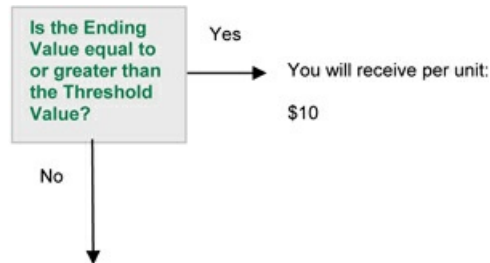 Is the Ending
Value equal to
or greater than
the Threshold
Value?
Yes
You will receive per unit:
$10
No